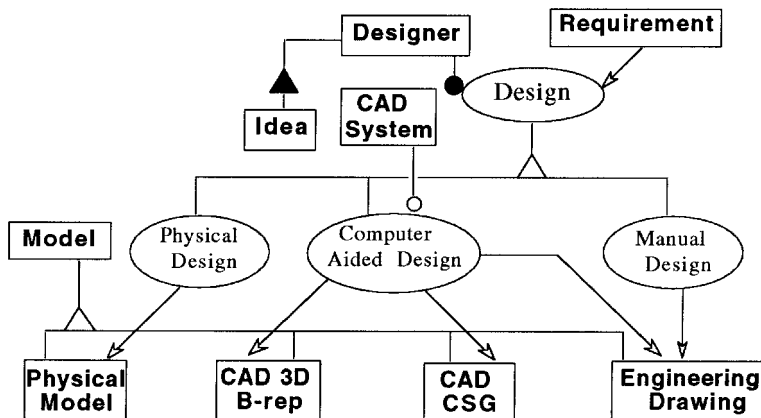 Designer
Requirement
Design
CAD
System
Idea
Model
Physical
Design
Computer
Aided Design
Manual
Design
Physical
Model
CAD 3D
B-rep
CAD
CSG
Engineering
Drawing